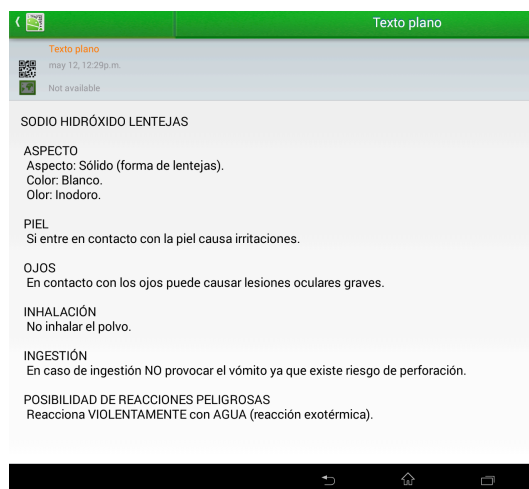 Texto plano
Texto plano
may 12, 12:29p.m.
Not available
SODIO HIDRÓXIDO LENTEJAS
ASPECTO
Aspecto: Sólido (forma de lentejas).
Color: Blanco.
Olor: Inodoro.
PIEL
Si entre en contacto con la piel causa irritaciones.
OJOS
En contacto con los ojos puede causar lesiones oculares graves.
INHALACIÓN
No inhalar el polvo.
INGESTIÓN
En caso de ingestión NO provocar el vómito ya que existe riesgo de perforación.
POSIBILIDAD DE REACCIONES PELIGROSAS
Reacciona VIOLENTAMENTE con AGUA (reacción exotérmica).